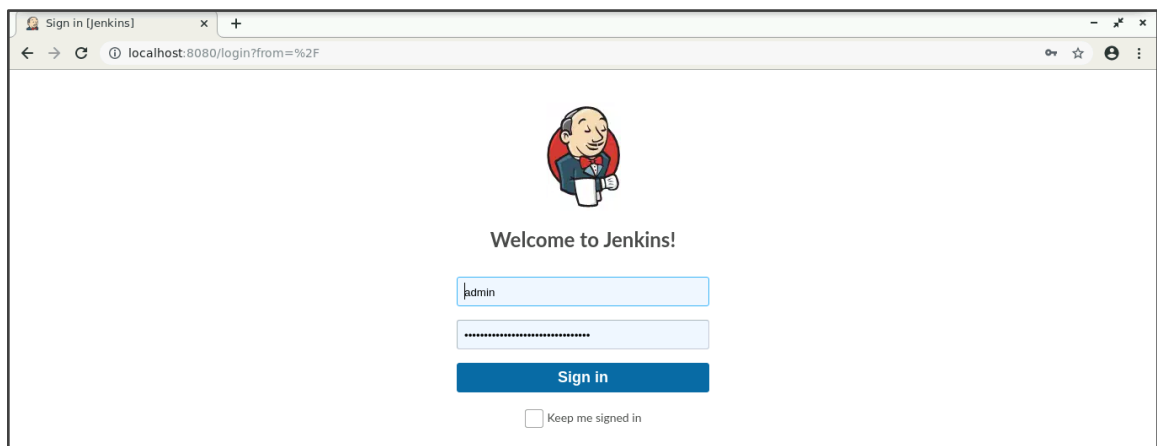 Sign in [Jenkins]
localhost:8080/login?from=%2F
Welcome to Jenkins!
admin
••••••••••••••••••••••••••••••••
Sign in
Keep me signed in